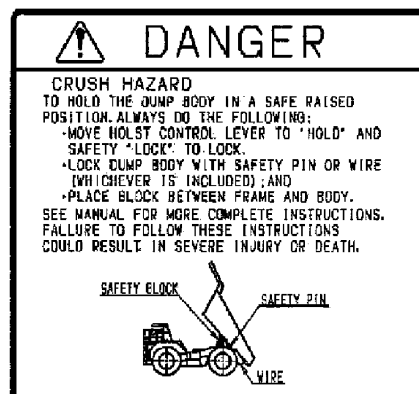 DANGER
CRUSH HAZARD
TO HOLD THE DUMP BODY IN A SAFE RAISED
POSITION. ALWAYS DO THE FOLLOWING:
•MOVE HOLST CONTROL LEVER TO "HOLD" AND
SAFETY "LOCK" TO LOCK.
•LOCK DUMP BODY WITH SAFETY PIN OR WIRE
(WHICHEVER IS INCLUDED);AND
•PLACE BLOCK BETWEEN FRAME AND BODY.
SEE MANUAL FOR MORE COMPLETE INSTRUCTIONS.
FAILURE TO FOLLOW THESE INSTRUCTIONS
COULD RESULT IN SEVERE INJURY OR DEATH.
SAFETY BLOCK
SAFETY PIN
WIRE